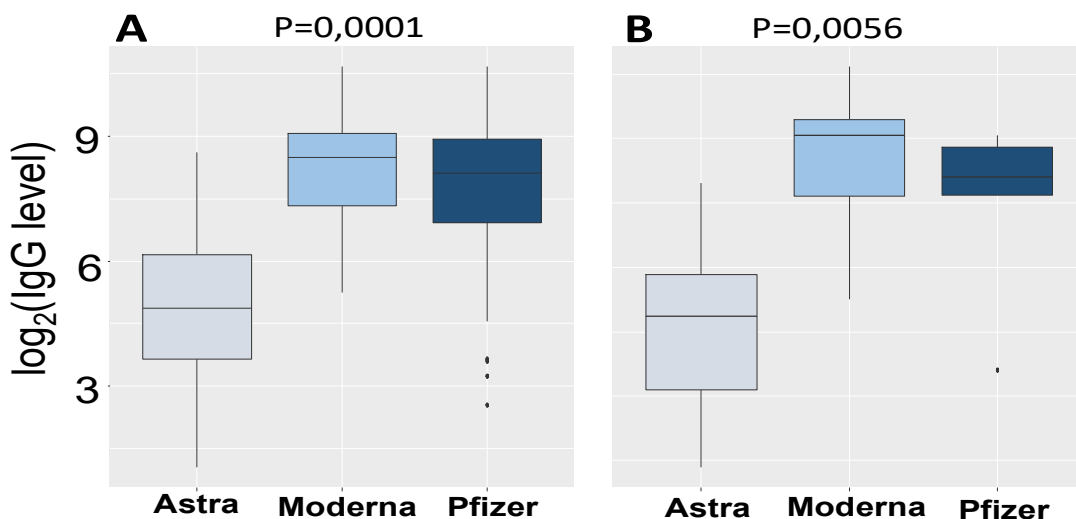 A P=0,0001
B P=0,0056
log₂(IgG level)
9
6
3
Astra Moderna Pfizer
Astra Moderna Pfizer